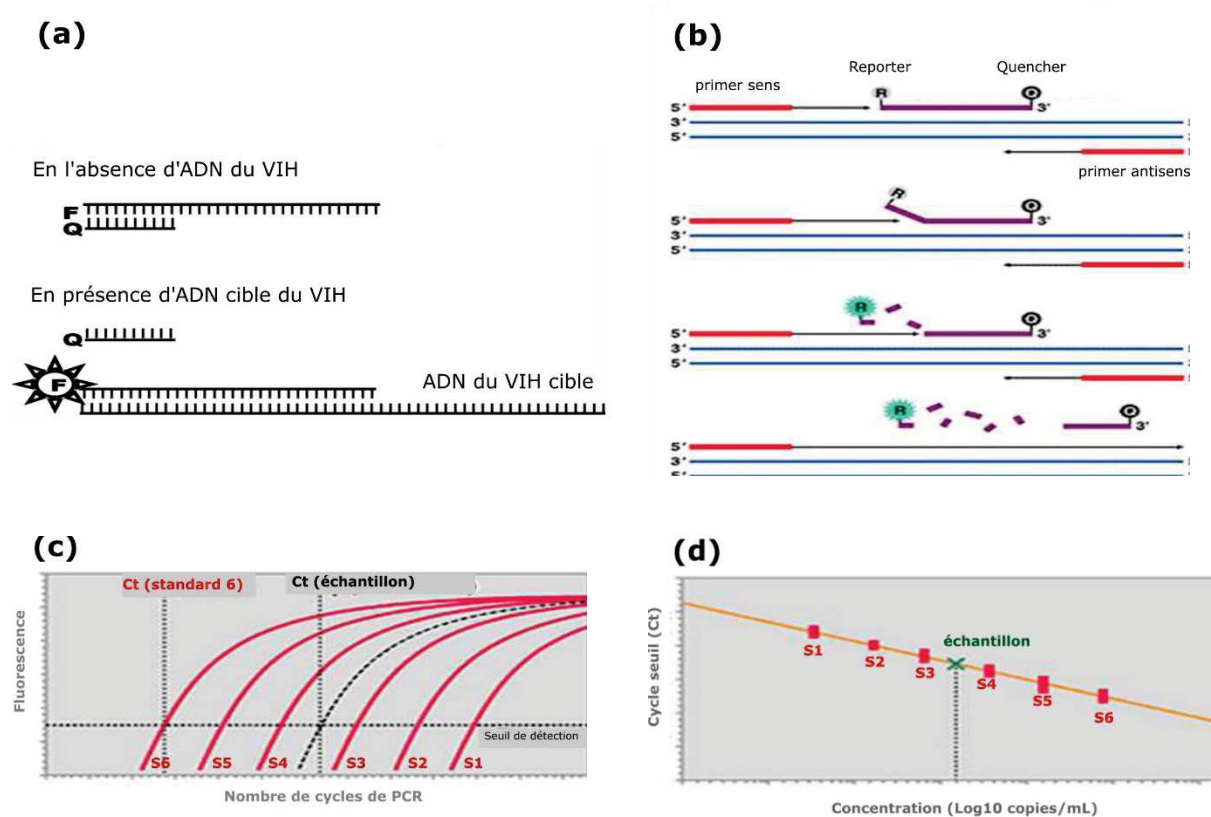 (a)
En l'absence d'ADN du VIH
F
Q
En présence d'ADN cible du VIH
Q
F
ADN du VIH cible
(b)
Reporter
Quencher
primer sens
R
5'
3'
3'
5'
primer antisens
R
5'
3'
3'
5'
R
5'
3'
3'
5'
R
3'
5'
3'
5'
(c)
Ct (standard 6)
Ct (échantillon)
Fluorescence
Seuil de détection
S6
S5
S4
S3
S2
S1
Nombre de cycles de PCR
(d)
Cycle seuil (Ct)
échantillon
S1
S2
S3
S4
S5
S6
Concentration (Log10 copies/mL)